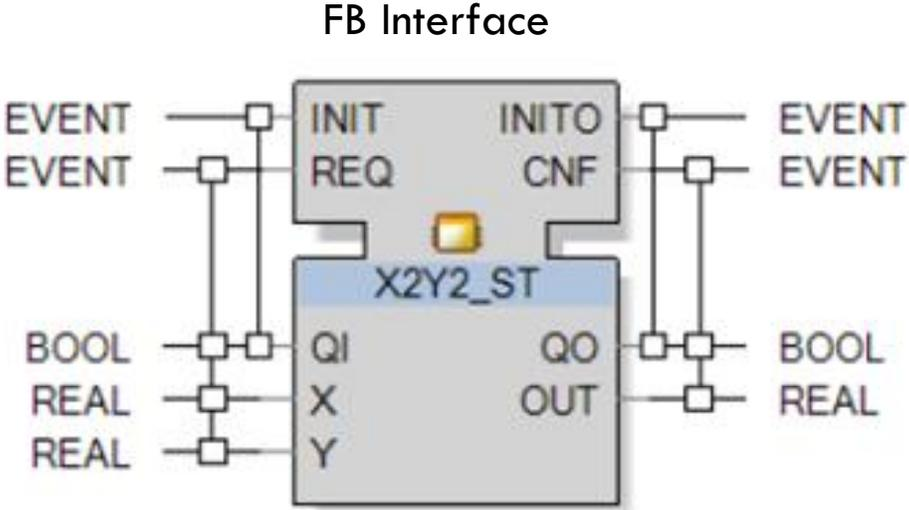 FB Interface
EVENT INIT INITO EVENT
EVENT REQ CNF EVENT
X2Y2_ST
BOOL QI QO BOOL
REAL X OUT REAL
REAL Y